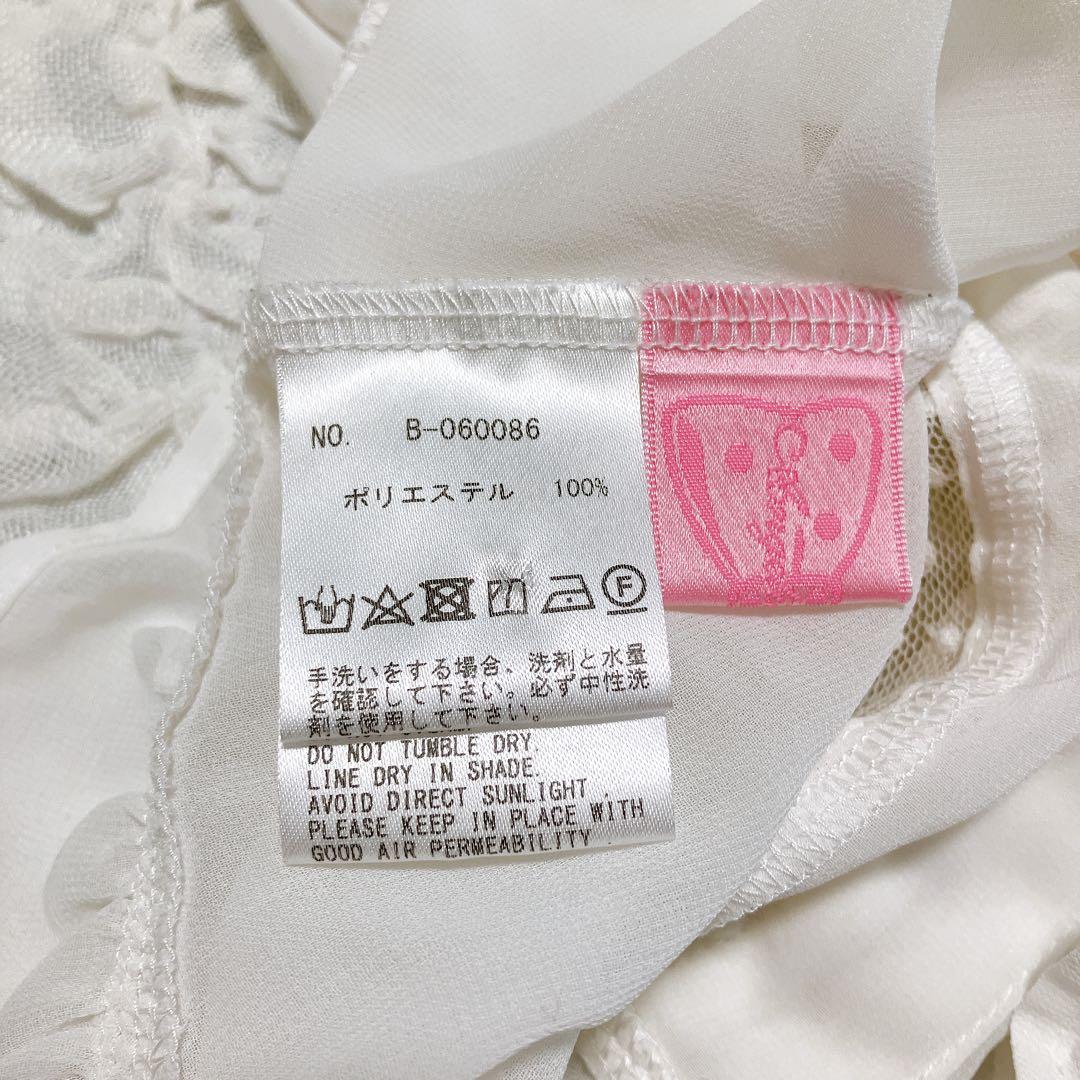 NO. B-060086
ポリエステル 100%
F
手洗いをする場合、洗剤と水量
を確認して下さい。必ず中性洗
剤を使用して下さい。
DO NOT TUMBLE DRY.
LINE DRY IN SHADE.
AVOID DIRECT SUNLIGHT.
PLEASE KEEP IN PLACE WITH
GOOD AIR PERMEABILITY.